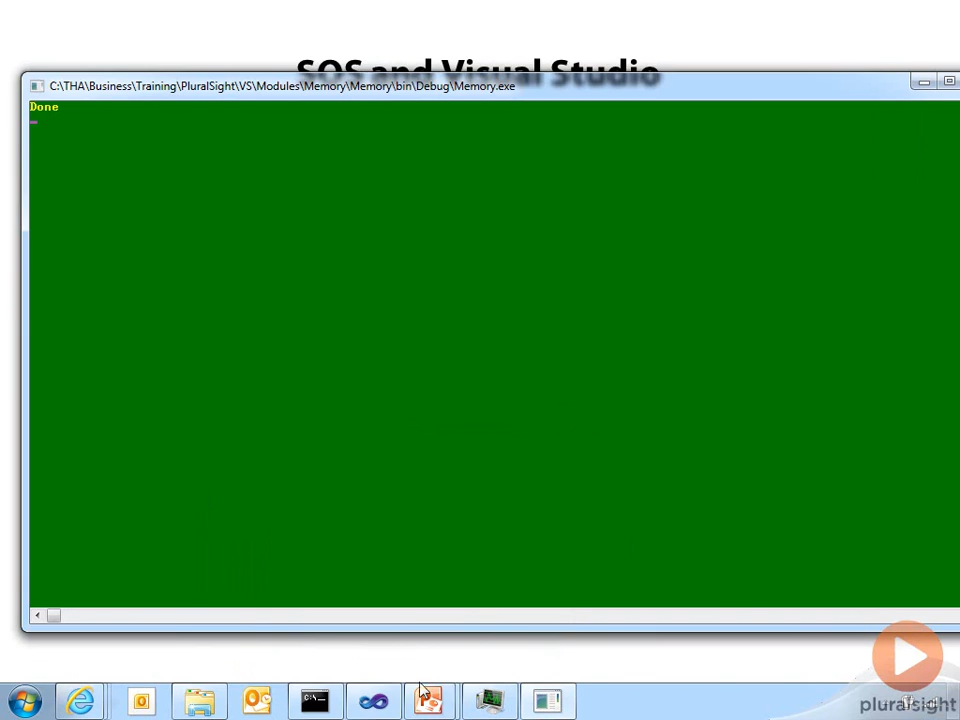 SOS and Visual Studio
C:\THA\Business\Training\PluralSight\VS\Modules\Memory\Memory\bin\Debug\Memory.exe
Done
pluralsight